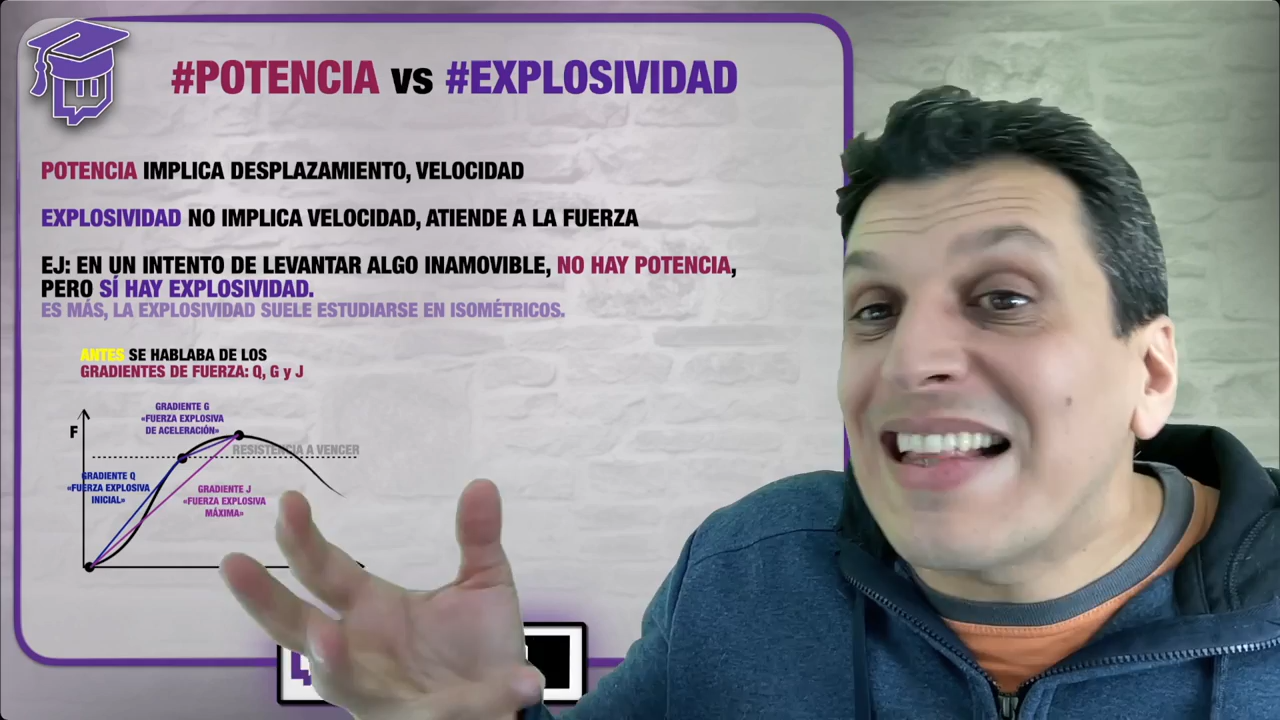 #POTENCIA vs #EXPLOSIVIDAD
POTENCIA IMPLICA DESPLAZAMIENTO, VELOCIDAD
EXPLOSIVIDAD NO IMPLICA VELOCIDAD, ATIENDE A LA FUERZA
EJ: EN UN INTENTO DE LEVANTAR ALGO INAMOVIBLE, NO HAY POTENCIA,
PERO SÍ HAY EXPLOSIVIDAD.
ES MÁS, LA EXPLOSIVIDAD SUELE ESTUDIARSE EN ISOMÉTRICOS.
ANTES SE HABLABA DE LOS
GRADIENTES DE FUERZA: Q, G y J
F
GRADIENTE G
«FUERZA EXPLOSIVA
DE ACELERACIÓN»
RESISTENCIA A VENCER
GRADIENTE Q
«FUERZA EXPLOSIVA
INICIAL»
GRADIENTE J
«FUERZA EXPLOSIVA
MÁXIMA»